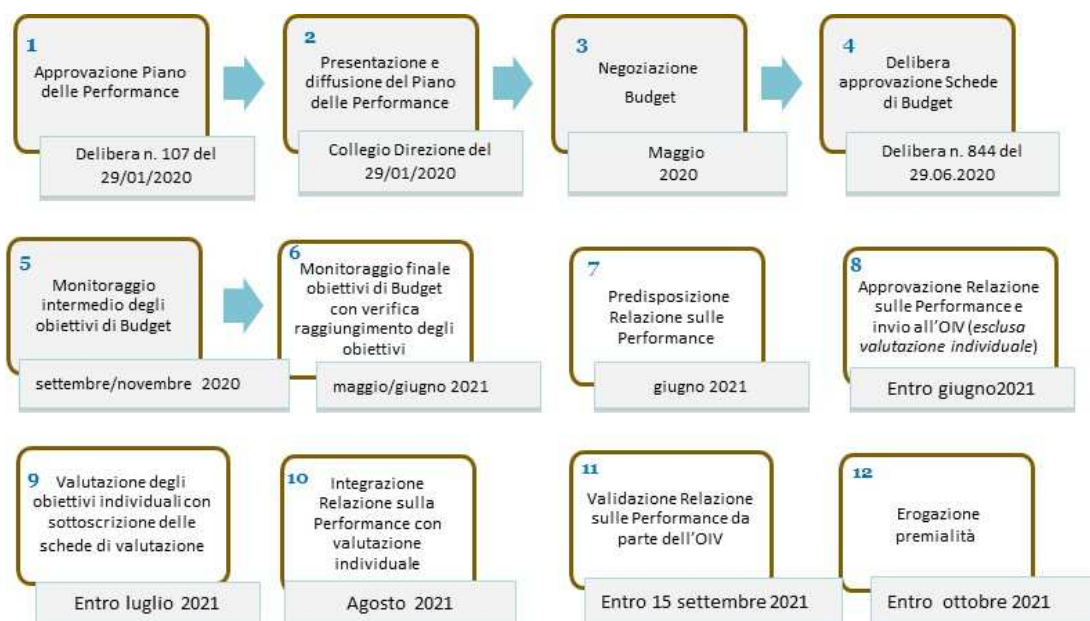 1
Approvazione Piano
delle Performance
Delibera n. 107 del
29/01/2020
2
Presentazione e
diffusione del Piano
delle Performance
Collegio Direzione del
29/01/2020
3
Negoziazione
Budget
Maggio
2020
4
Delibera
approvazione Schede
di Budget
Delibera n. 844 del
29.06.2020
5
Monitoraggio
intermedio degli
obiettivi di Budget
settembre/novembre 2020
6
Monitoraggio finale
obiettivi di Budget
con verifica
raggiungimento degli
obiettivi
maggio/giugno 2021
7
Predisposizione
Relazione sulle
Performance
giugno 2021
8
Approvazione Relazione
sulle Performance e
invio all'OIV (esclusa
valutazione individuale)
Entro giugno2021
9 Valutazione degli
obiettivi individuali con
sottoscrizione delle
schede di valutazione
Entro luglio 2021
10 Integrazione
Relazione sulla
Performance con
valutazione
individuale
Agosto 2021
11
Validazione Relazione
sulle Performance da
parte dell'OIV
Entro 15 settembre 2021
12
Erogazione
premialità
Entro ottobre 2021